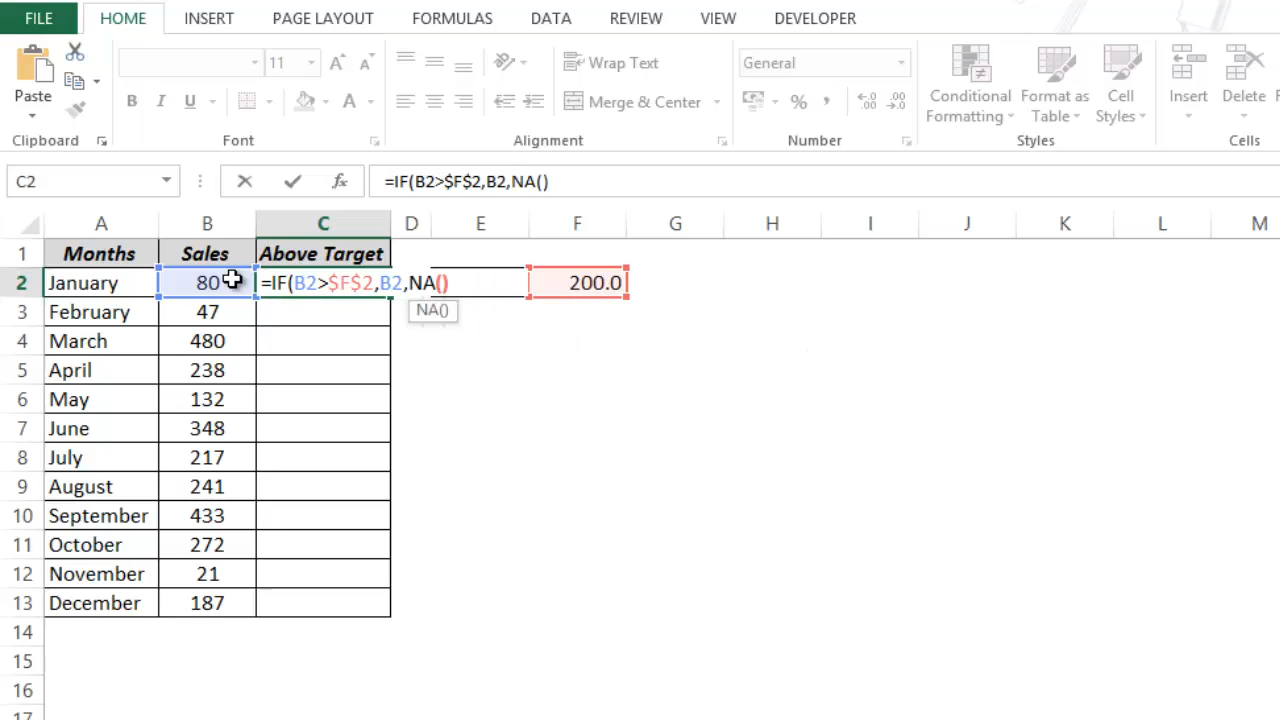 FILE HOME INSERT PAGE LAYOUT FORMULAS DATA REVIEW VIEW DEVELOPER
11 A A Wrap Text General
Paste B I U A Merge & Center % , .00 .0 Conditional Formatting Format as Table Cell Styles Insert Delete
Clipboard Font Alignment Number Styles Cells
C2 fx =IF(B2>$F$2,B2,NA()
A B C D E F G H I J K L M
1 Months Sales Above Target
2 January 80 =IF(B2>$F$2,B2,NA() 200.0
NA()
3 February 47
4 March 480
5 April 238
6 May 132
7 June 348
8 July 217
9 August 241
10 September 433
11 October 272
12 November 21
13 December 187
14
15
16
17